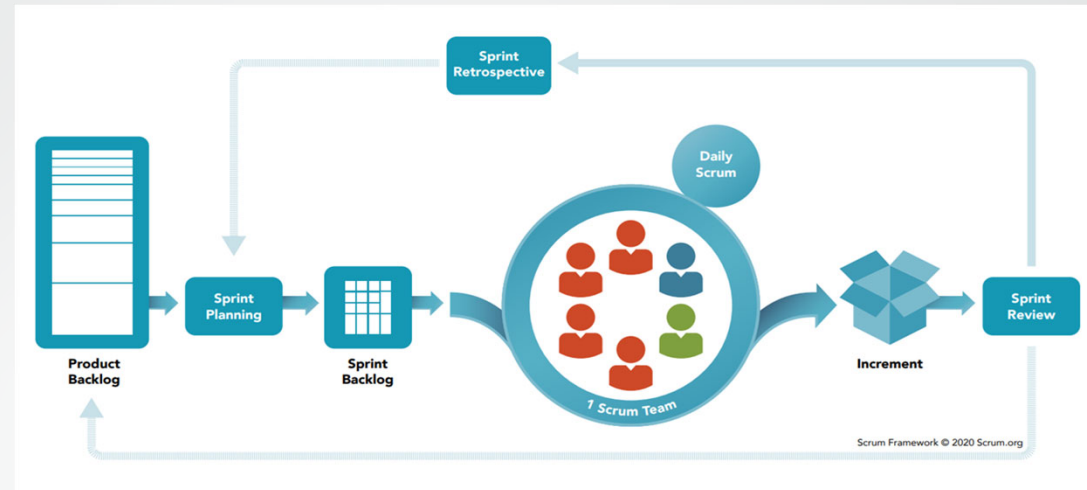 Sprint
Retrospective
Daily
Scrum
Sprint
Planning
Sprint
Review
Product
Backlog
Sprint
Backlog
Increment
1 Scrum Team
Scrum Framework © 2020 Scrum.org